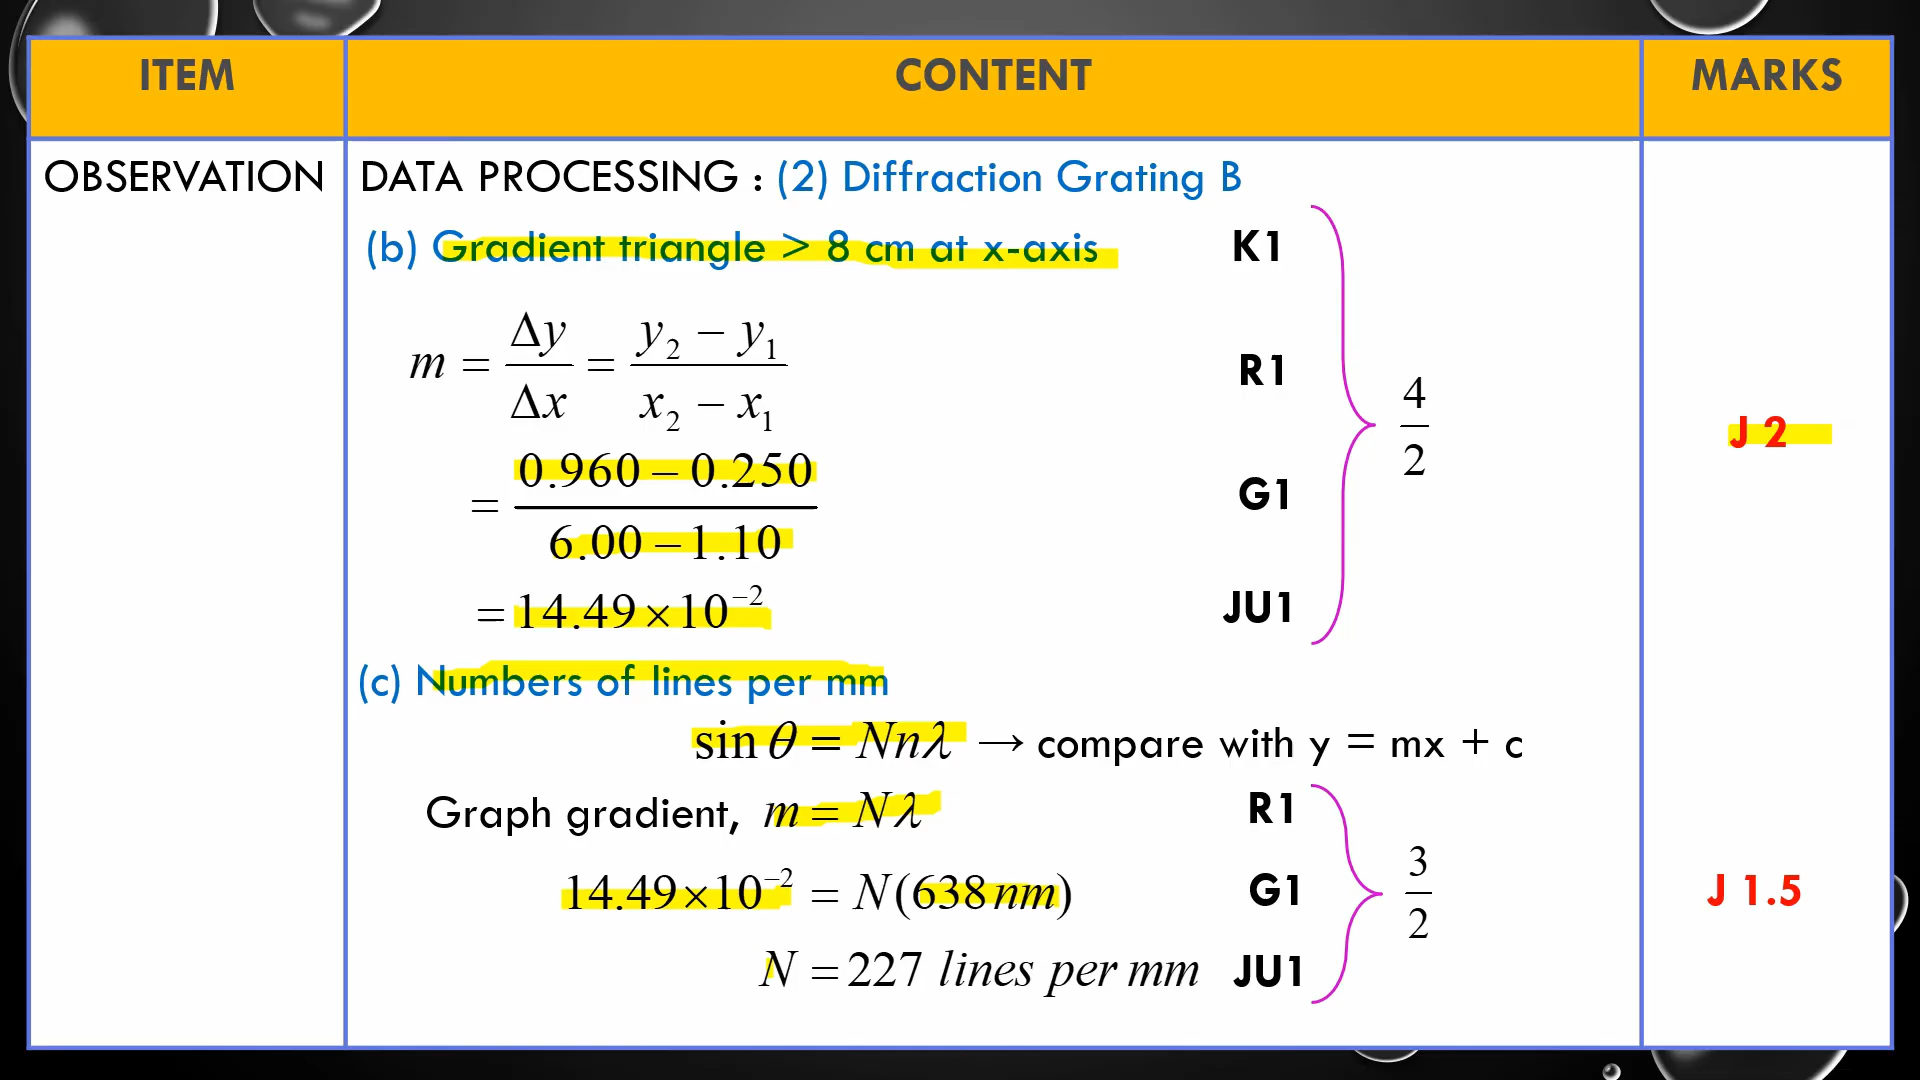 ITEM CONTENT MARKS
OBSERVATION DATA PROCESSING : (2) Diffraction Grating B
(b) Gradient triangle > 8 cm at x-axis K1
m = Δy/Δx = (y₂ − y₁)/(x₂ − x₁) R1
= (0.960 − 0.250)/(6.00 − 1.10) G1
= 14.49 × 10⁻² JU1
4/2 J 2
(c) Numbers of lines per mm
sin θ = Nnλ → compare with y = mx + c
Graph gradient, m = Nλ R1
14.49 × 10⁻² = N(638 nm) G1
N = 227 lines per mm JU1
3/2 J 1.5